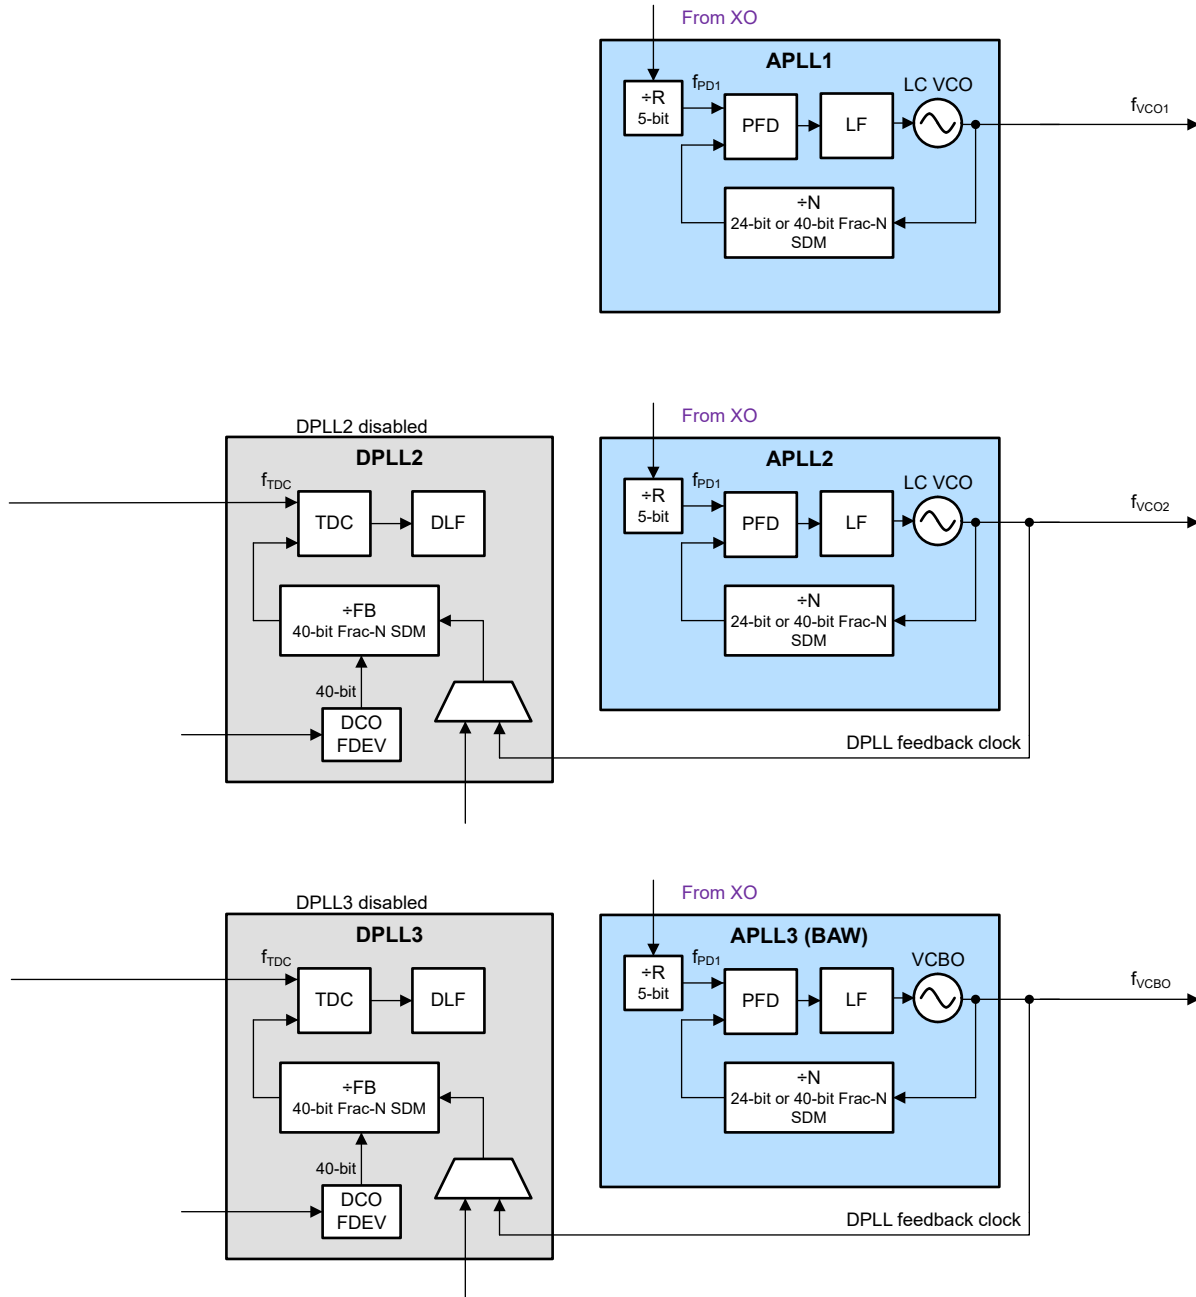 From XO
APLL1
fPD1
LC VCO
÷R
5-bit
PFD
LF
fVCO1
÷N
24-bit or 40-bit Frac-N
SDM
DPLL2 disabled
DPLL2
fTDC
TDC
DLF
÷FB
40-bit Frac-N SDM
40-bit
DCO
FDEV
From XO
APLL2
fPD1
LC VCO
÷R
5-bit
PFD
LF
fVCO2
÷N
24-bit or 40-bit Frac-N
SDM
DPLL feedback clock
DPLL3 disabled
DPLL3
fTDC
TDC
DLF
÷FB
40-bit Frac-N SDM
40-bit
DCO
FDEV
From XO
APLL3 (BAW)
fPD1
VCBO
÷R
5-bit
PFD
LF
fVCBO
÷N
24-bit or 40-bit Frac-N
SDM
DPLL feedback clock